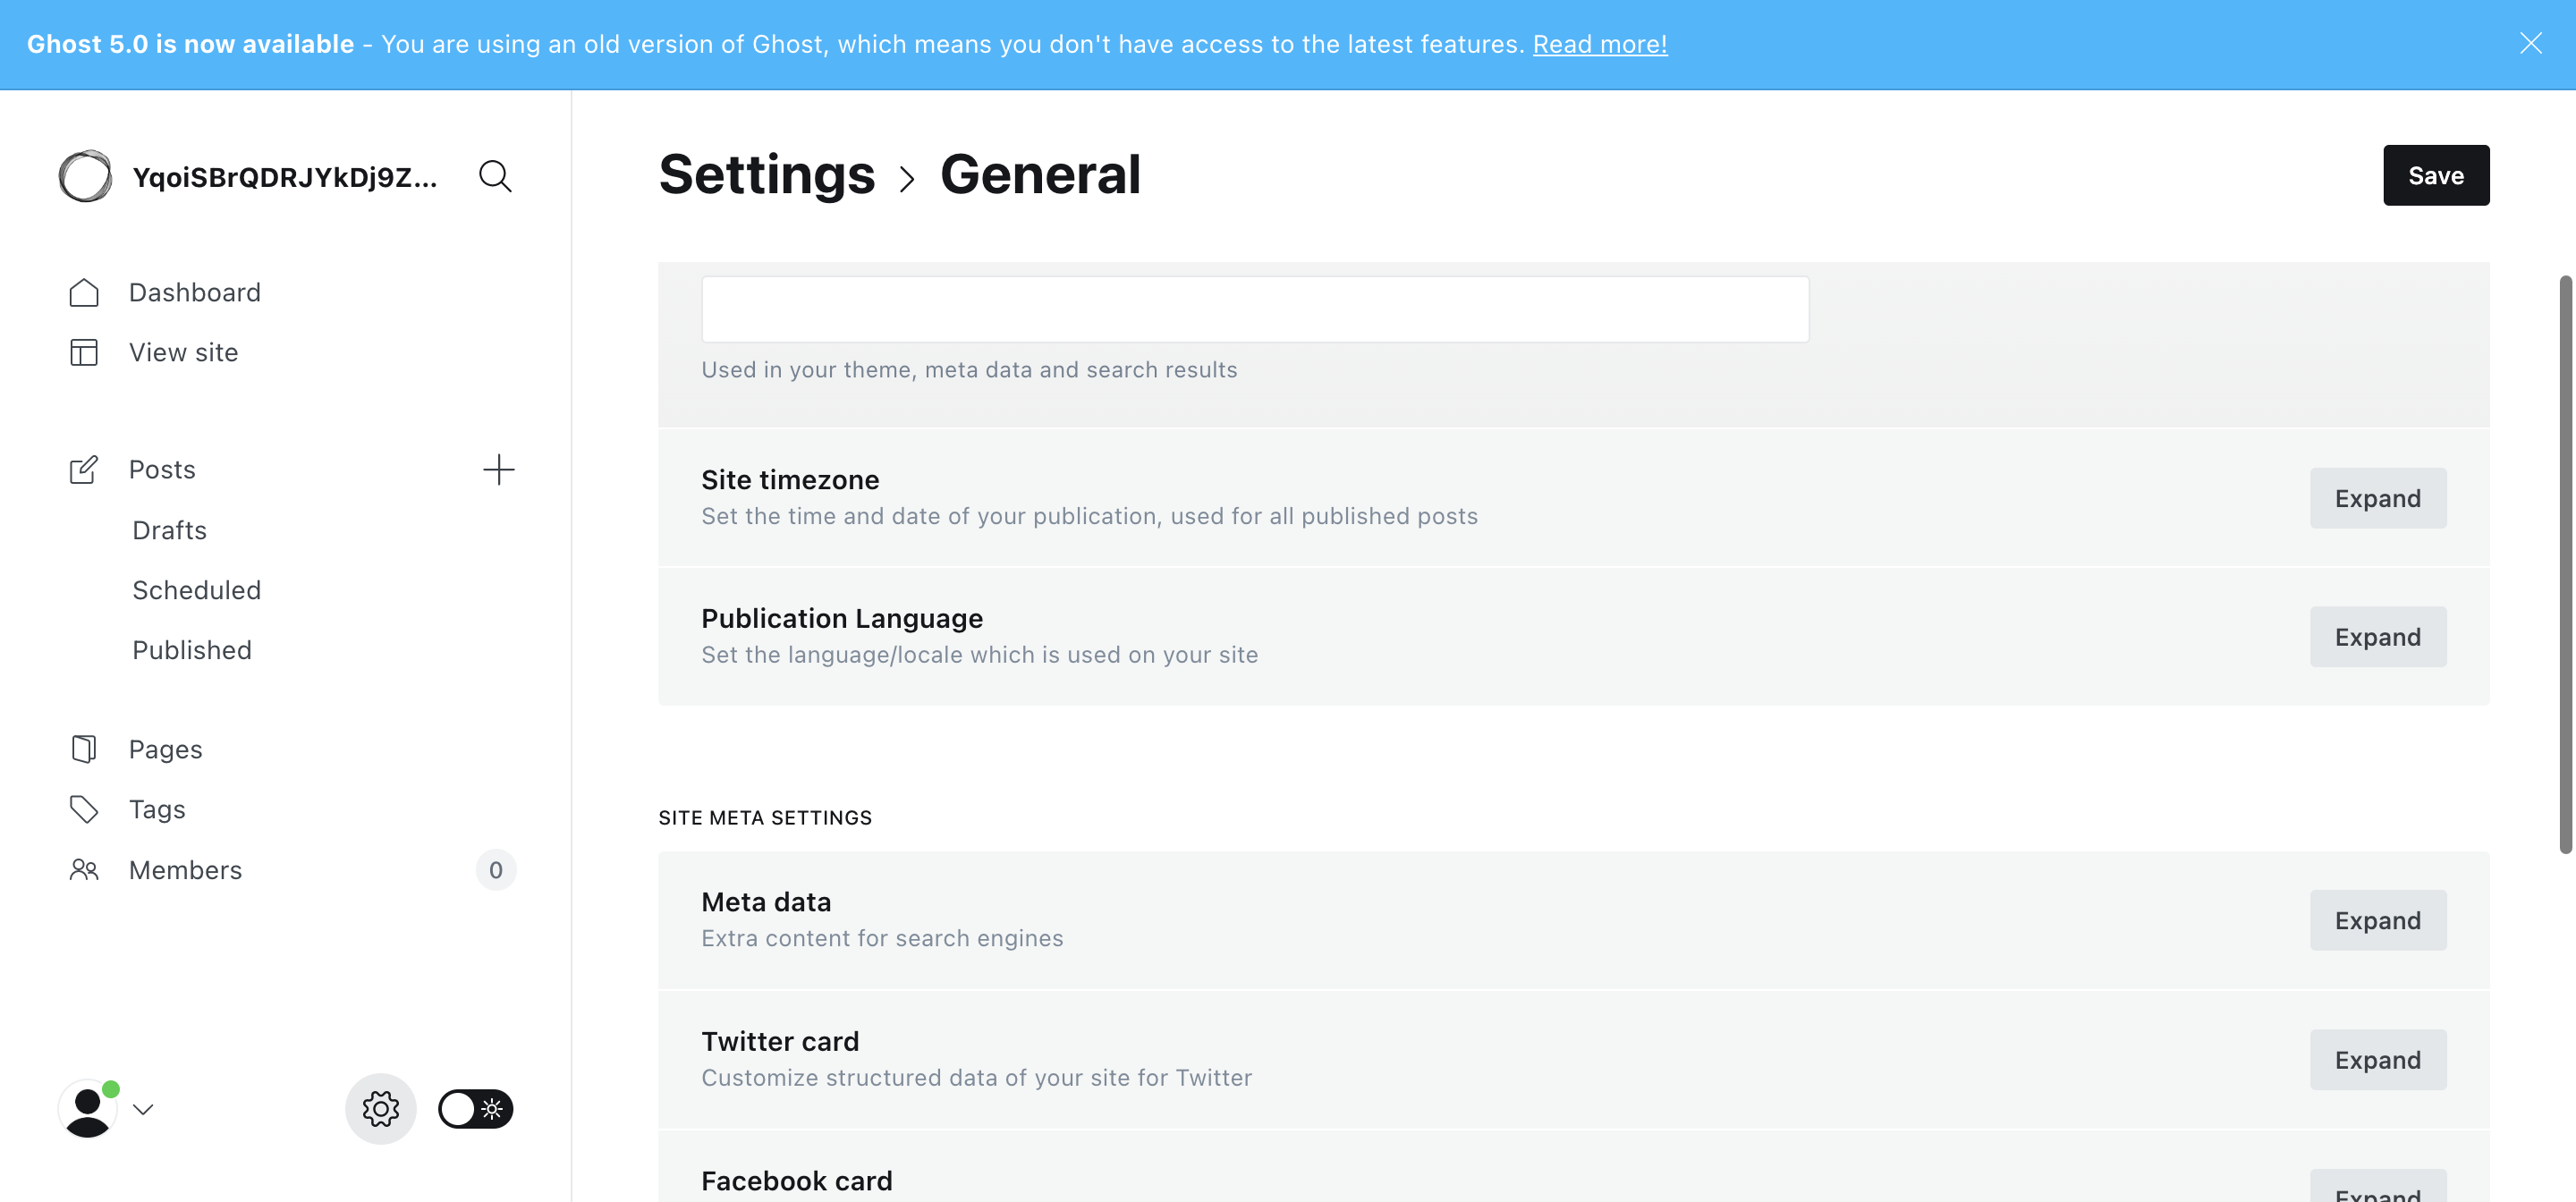 Ghost 5.0 is now available - You are using an old version of Ghost, which means you don't have access to the latest features. Read more!
YqoiSBrQDRJYkDj9Z...
Dashboard
View site
Posts
Drafts
Scheduled
Published
Pages
Tags
Members 0
Settings > General
Save
Used in your theme, meta data and search results
Site timezone
Set the time and date of your publication, used for all published posts
Expand
Publication Language
Set the language/locale which is used on your site
Expand
SITE META SETTINGS
Meta data
Extra content for search engines
Expand
Twitter card
Customize structured data of your site for Twitter
Expand
Facebook card
Expand